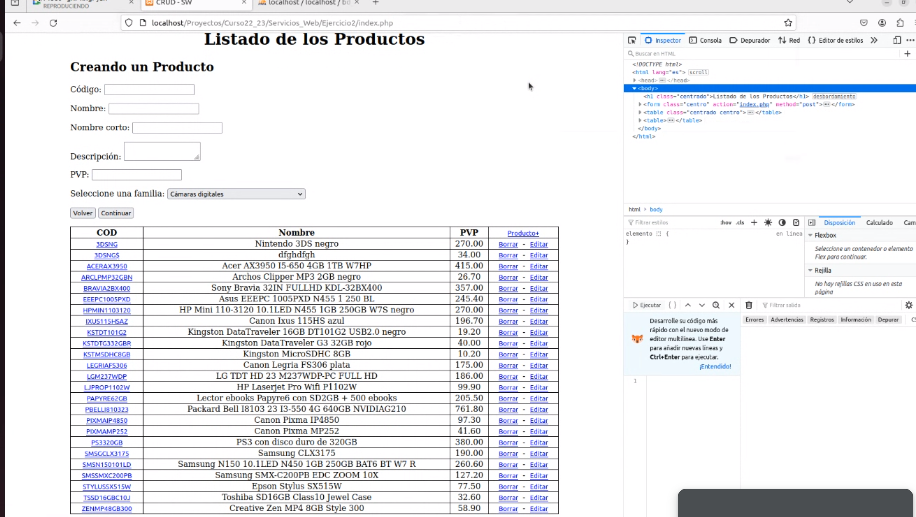 REPRODUCIENDO
CRUD - SW
localhost / localhost / bo
localhost/Proyectos/Curso22_23/Servicios_Web/Ejercicio2/index.php
Listado de los Productos
Creando un Producto
Código:
Nombre:
Nombre corto:
Descripción:
PVP:
Seleccione una familia: Cámaras digitales
Volver Continuar
COD Nombre PVP Producto+
3DSNG Nintendo 3DS negro 270.00 Borrar - Editar
3DSNGS dfghdfgh 34.00 Borrar - Editar
ACERAX3950 Acer AX3950 I5-650 4GB 1TB W7HP 415.00 Borrar - Editar
ARCLPMP32GBN Archos Clipper MP3 2GB negro 26.70 Borrar - Editar
BRAVIA2BX400 Sony Bravia 32IN FULLHD KDL-32BX400 357.00 Borrar - Editar
EEEPC1005PXD Asus EEEPC 1005PXD N455 1 250 BL 245.40 Borrar - Editar
HPMINI1103120 HP Mini 110-3120 10.1LED N455 1GB 250GB W7S negro 270.00 Borrar - Editar
IXUS115HSAZ Canon Ixus 115HS azul 196.70 Borrar - Editar
KSTDT101G2 Kingston DataTraveler 16GB DT101G2 USB2.0 negro 19.20 Borrar - Editar
KSTDTG332GBR Kingston DataTraveler G3 32GB rojo 40.00 Borrar - Editar
KSTMSDHC8GB Kingston MicroSDHC 8GB 10.20 Borrar - Editar
LEGRIAFS306 Canon Legria FS306 plata 175.00 Borrar - Editar
LGM237WDP LG TDT HD 23 M237WDP-PC FULL HD 186.00 Borrar - Editar
LJPROP1102W HP Laserjet Pro Wifi P1102W 99.90 Borrar - Editar
PAPYRE62GB Lector ebooks Papyre6 con SD2GB + 500 ebooks 205.50 Borrar - Editar
PBELLI810323 Packard Bell I8103 23 I3-550 4G 640GB NVIDIAG210 761.80 Borrar - Editar
PIXMAIP4850 Canon Pixma IP4850 97.30 Borrar - Editar
PIXMAMP252 Canon Pixma MP252 41.60 Borrar - Editar
PS3320GB PS3 con disco duro de 320GB 380.00 Borrar - Editar
SMSGCLX3175 Samsung CLX3175 190.00 Borrar - Editar
SMSN150101LD Samsung N150 10.1LED N450 1GB 250GB BAT6 BT W7 R 260.60 Borrar - Editar
SMSSMXC200PB Samsung SMX-C200PB EDC ZOOM 10X 127.20 Borrar - Editar
STYLUSSX515W Epson Stylus SX515W 77.50 Borrar - Editar
TSSD16GBC10J Toshiba SD16GB Class10 Jewel Case 32.60 Borrar - Editar
ZENMP48GB300 Creative Zen MP4 8GB Style 300 58.90 Borrar - Editar
Inspector Consola Depurador Red Editor de estilos
Buscar en HTML
<!DOCTYPE html>
<html lang="es"> scroll
<head> </head>
<body>
<h1 class="centrado">Listado de los Productos</h1> desbordamiento
<form class="centro" action="index.php" method="post"> </form>
<table class="centrado centro"> </table>
<table> </table>
</body>
</html>
html body
Filtrar estilos :hov .cls Disposición Calculado Cambios
elemento { en línea
}
Flexbox
Seleccione un contenedor o elemento Flex para continuar.
Rejilla
No hay rejillas CSS en uso en esta página
Ejecutar Filtrar salida
Errores Advertencias Registros Información Depurar
Desarrolle su código más rápido con el nuevo modo de editor multilínea. Use Enter para añadir nuevas líneas y Ctrl+Enter para ejecutar.
¡Entendido!
1